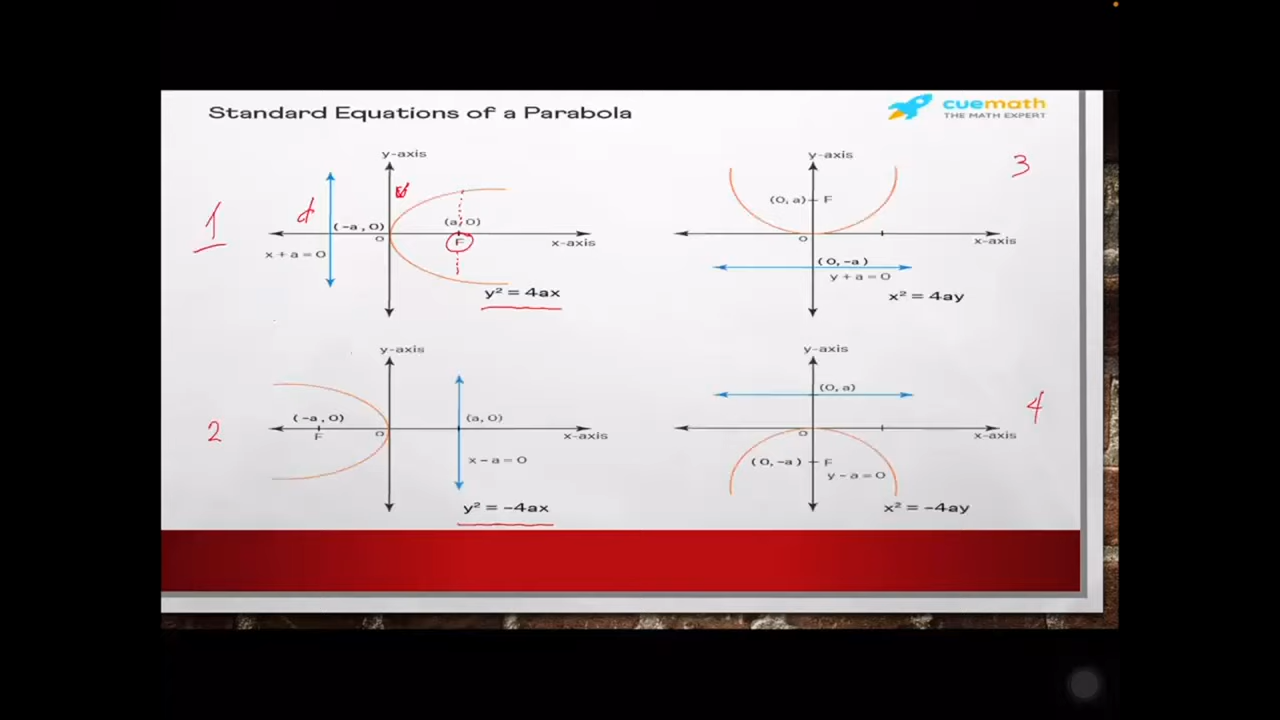 Standard Equations of a Parabola
cuemath
THE MATH EXPERT
1
d
y-axis
(-a, 0)
O
(a, 0)
F
x-axis
x + a = 0
y² = 4ax
3
y-axis
(0, a)
F
O
x-axis
(0, -a)
y + a = 0
x² = 4ay
2
y-axis
(-a, 0)
F
O
(a, 0)
x-axis
x - a = 0
y² = -4ax
4
y-axis
(0, a)
O
x-axis
(0, -a)
F
y - a = 0
x² = -4ay